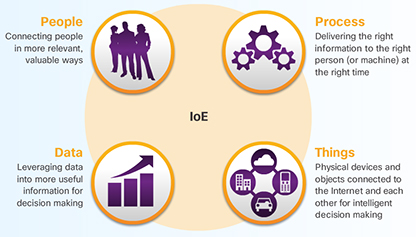 People
Connecting people
in more relevant,
valuable ways
Process
Delivering the right
information to the right
person (or machine) at
the right time
IoE
Data
Leveraging data
into more useful
information for
decision making
Things
Physical devices and
objects connected to
the Internet and each
other for intelligent
decision making